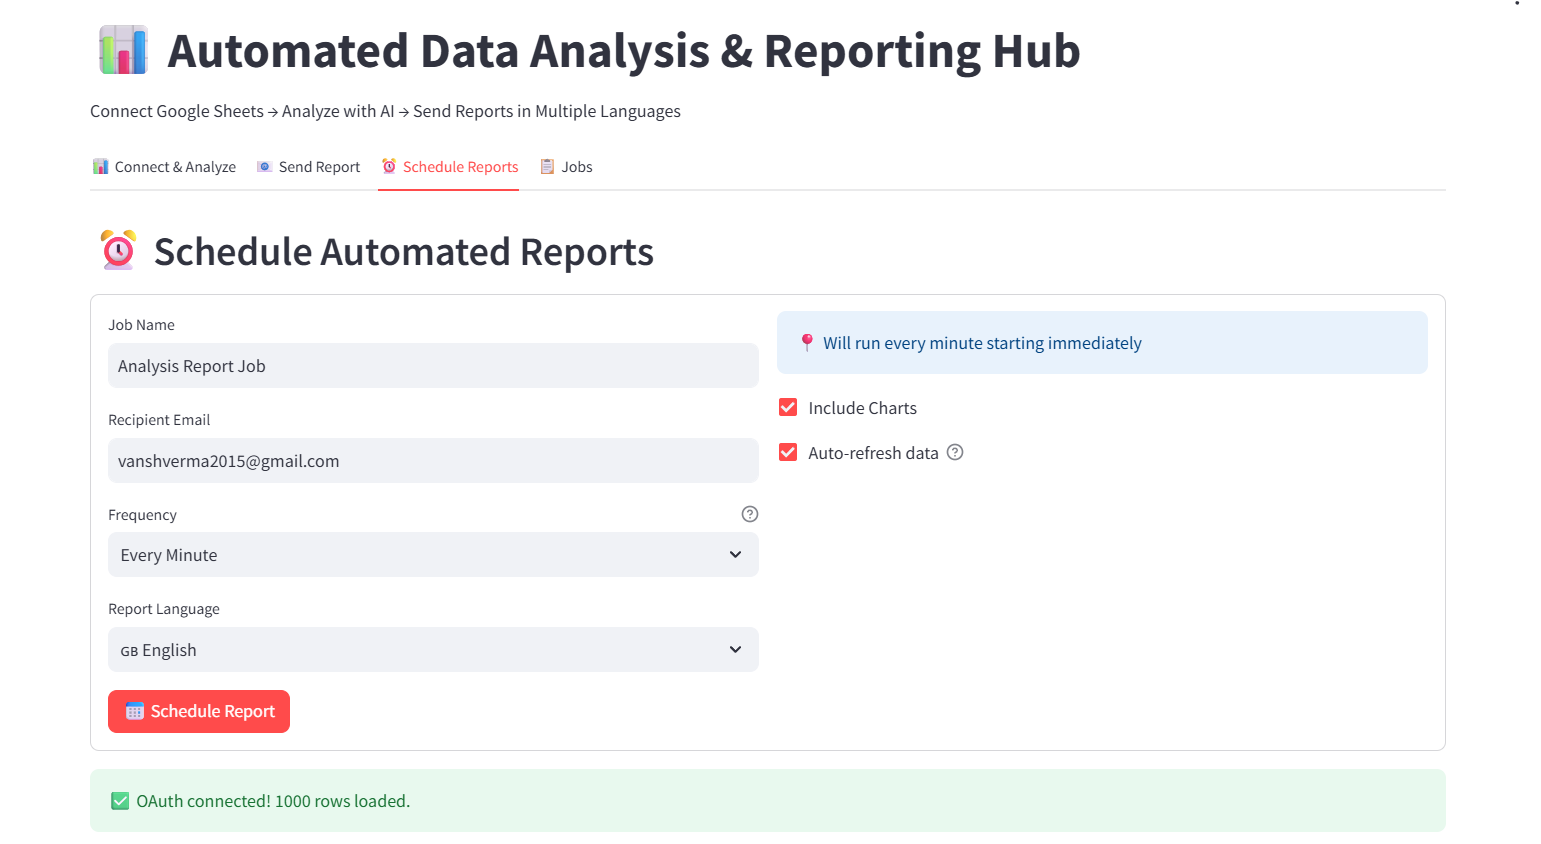 Automated Data Analysis & Reporting Hub
Connect Google Sheets → Analyze with AI → Send Reports in Multiple Languages
Connect & Analyze
Send Report
Schedule Reports
Jobs
Schedule Automated Reports
Job Name
Analysis Report Job
Recipient Email
vanshverma2015@gmail.com
Frequency
Every Minute
Report Language
GB English
Schedule Report
Will run every minute starting immediately
Include Charts
Auto-refresh data
OAuth connected! 1000 rows loaded.